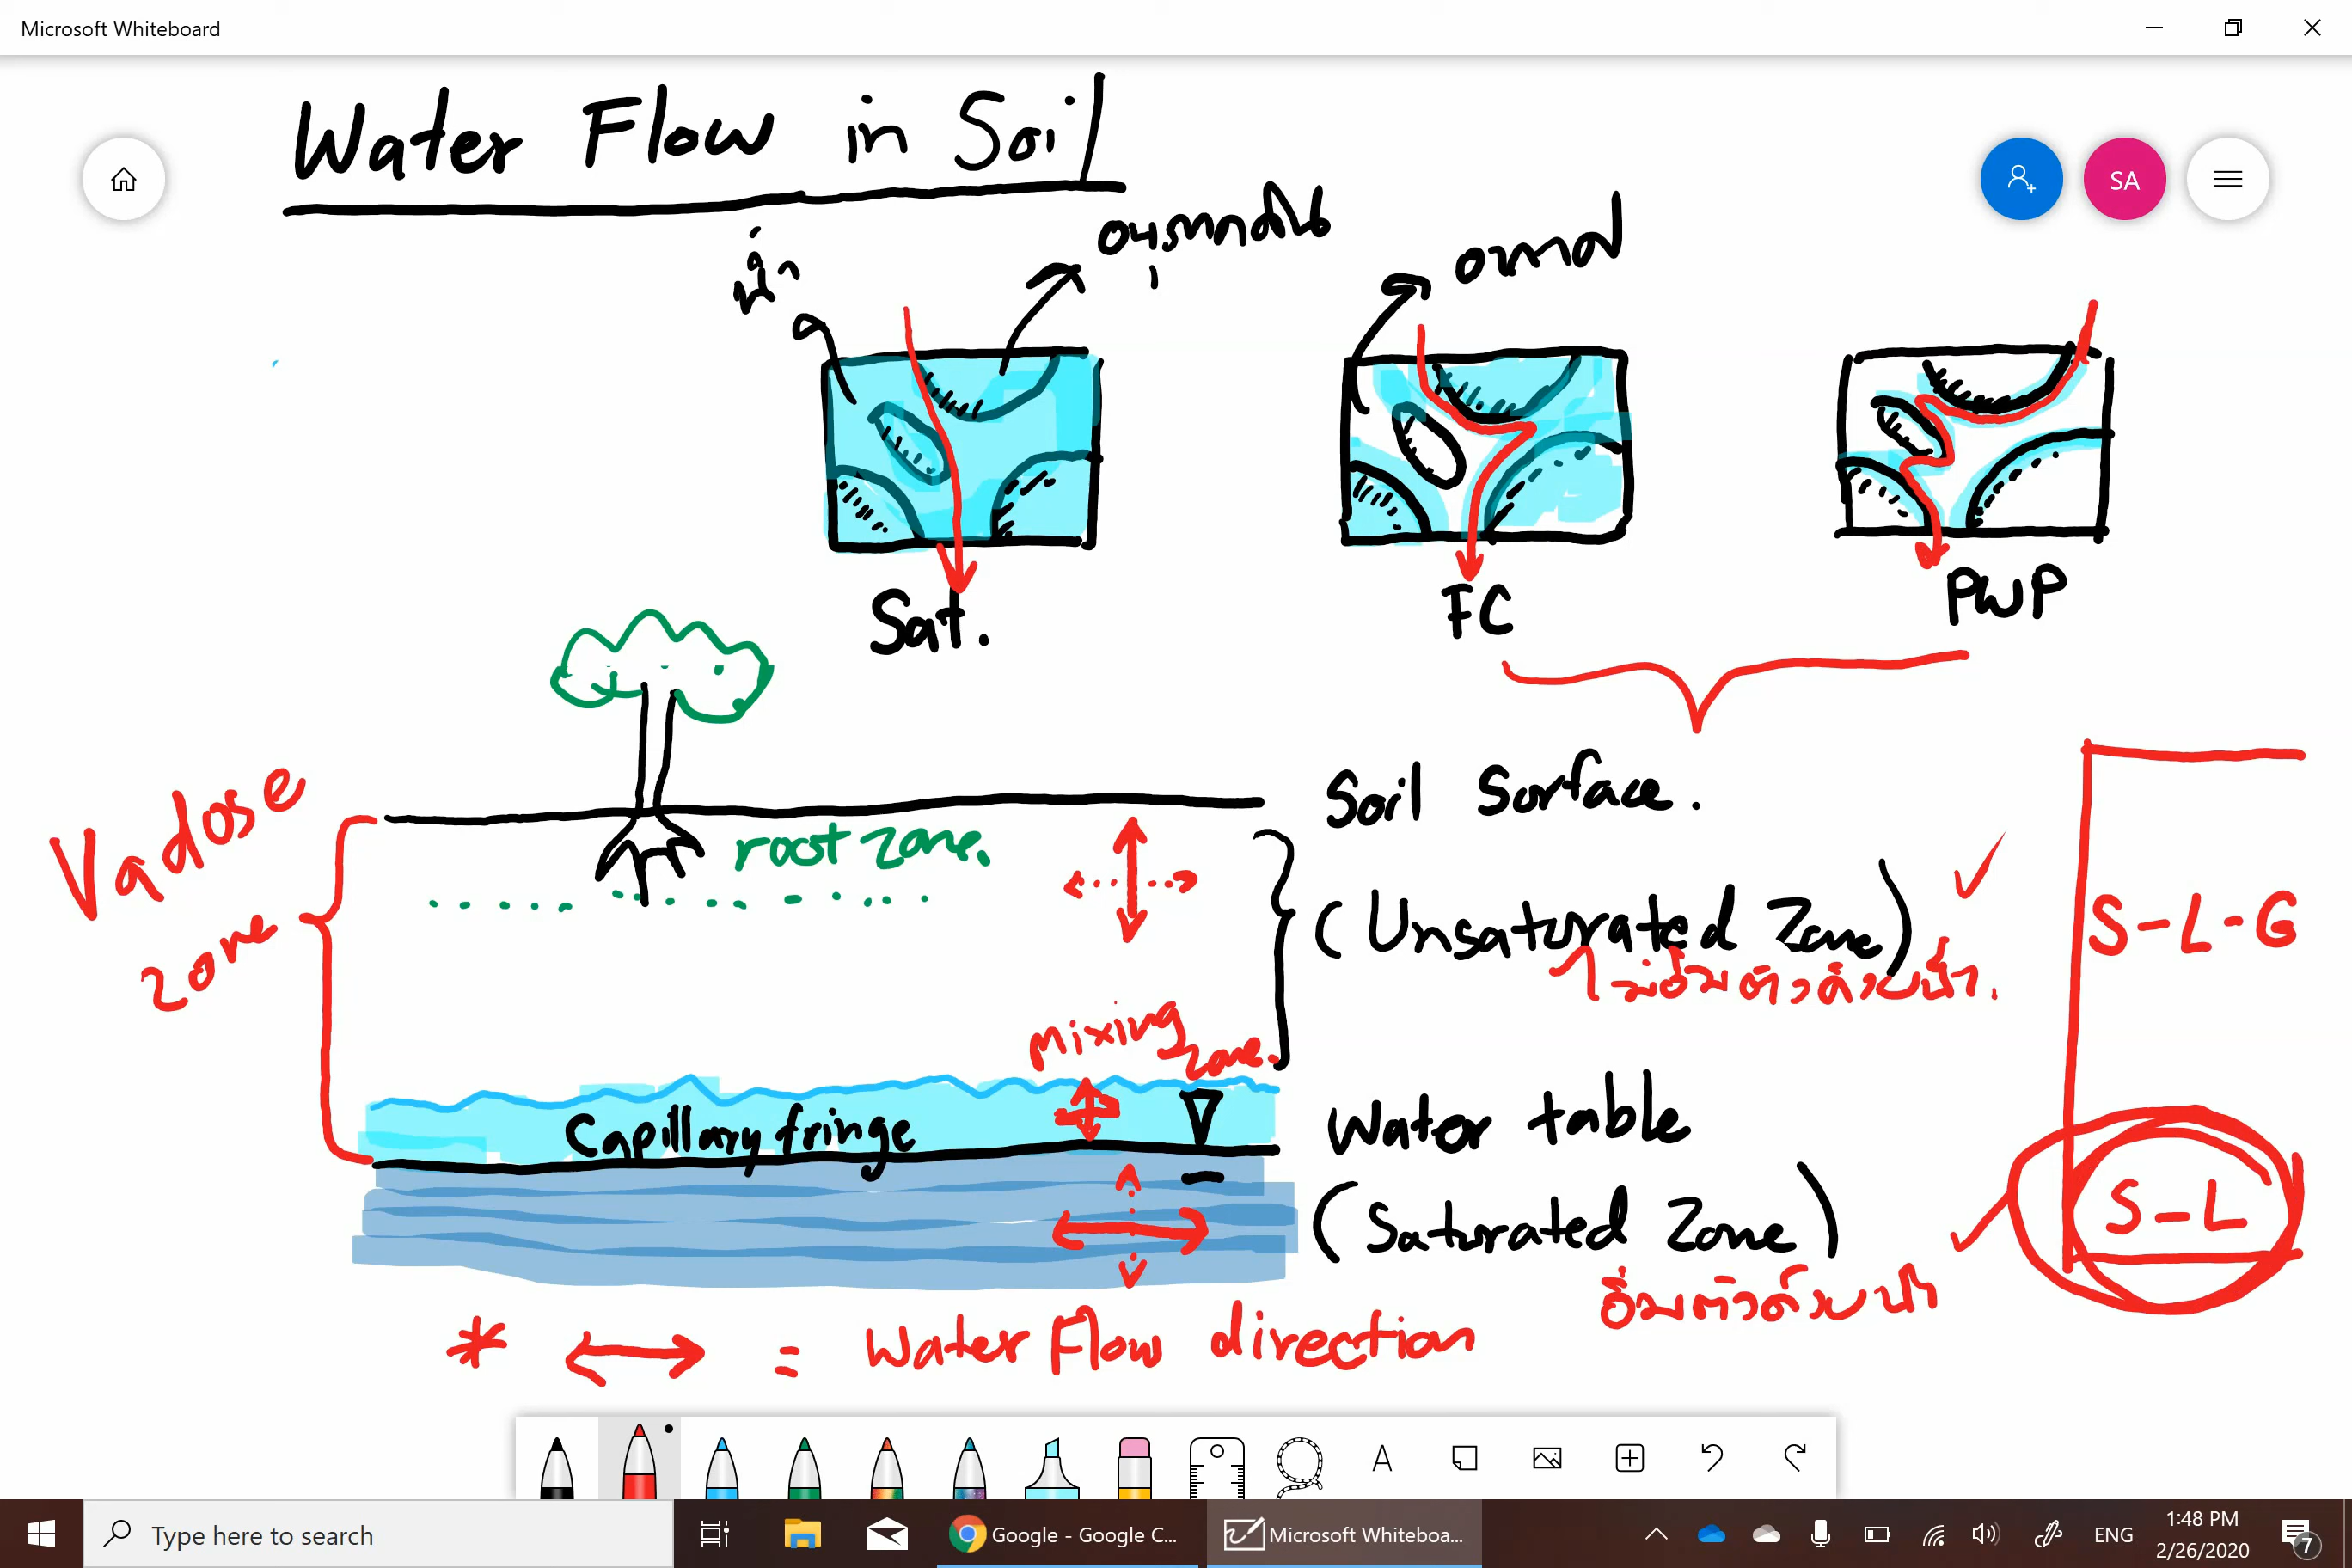 Microsoft Whiteboard
Water Flow in Soil
SA
น้ำ
อนุภาคดิน
อากาศ
Sat.
FC
PWP
Vadose
zone
root zone.
Soil Surface.
(Unsaturated Zone)
ไม่อิ่มตัวด้วยน้ำ.
S-L-G
mixing
zone.
Capillary fringe
Water table
(Saturated Zone)
อิ่มตัวด้วยน้ำ
S-L
* ↔ = Water Flow direction
Type here to search
Google - Google C...
Microsoft Whiteboa...
ENG
1:48 PM
2/26/2020
7